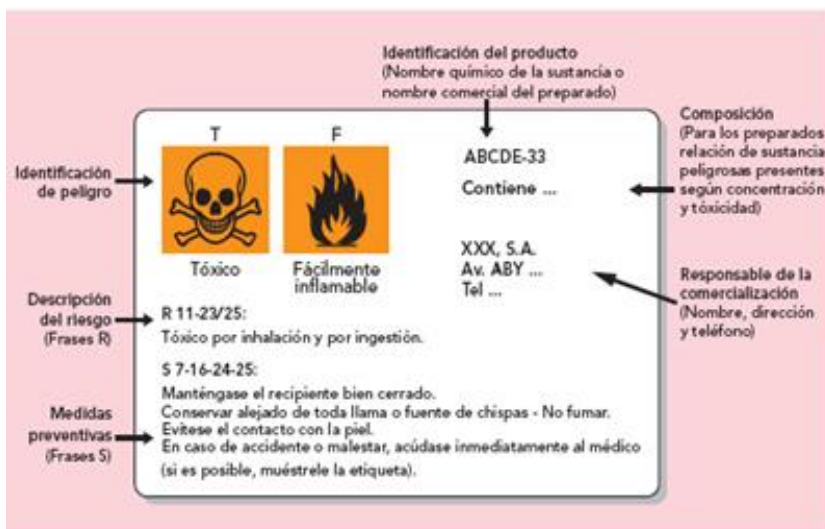 Identificación del producto
(Nombre químico de la sustancia o
nombre comercial del preparado)
T
F
ABCDE-33
Contiene ...
Composición
(Para los preparados
relación de sustancia
peligrosas presentes
según concentración
y tóxicidad)
Identificación
de peligro
Tóxico
Fácilmente
inflamable
XXX, S.A.
Av. ABY ...
Tel ...
Responsable de la
comercialización
(Nombre, dirección
y teléfono)
Descripción
del riesgo
(Frases R)
R 11-23/25:
Tóxico por inhalación y por ingestión.
S 7-16-24-25:
Manténgase el recipiente bien cerrado.
Conservar alejado de toda llama o fuente de chispas - No fumar.
Evítese el contacto con la piel.
En caso de accidente o malestar, acúdase inmediatamente al médico
(si es posible, muéstrele la etiqueta).
Medidas
preventivas
(Frases S)